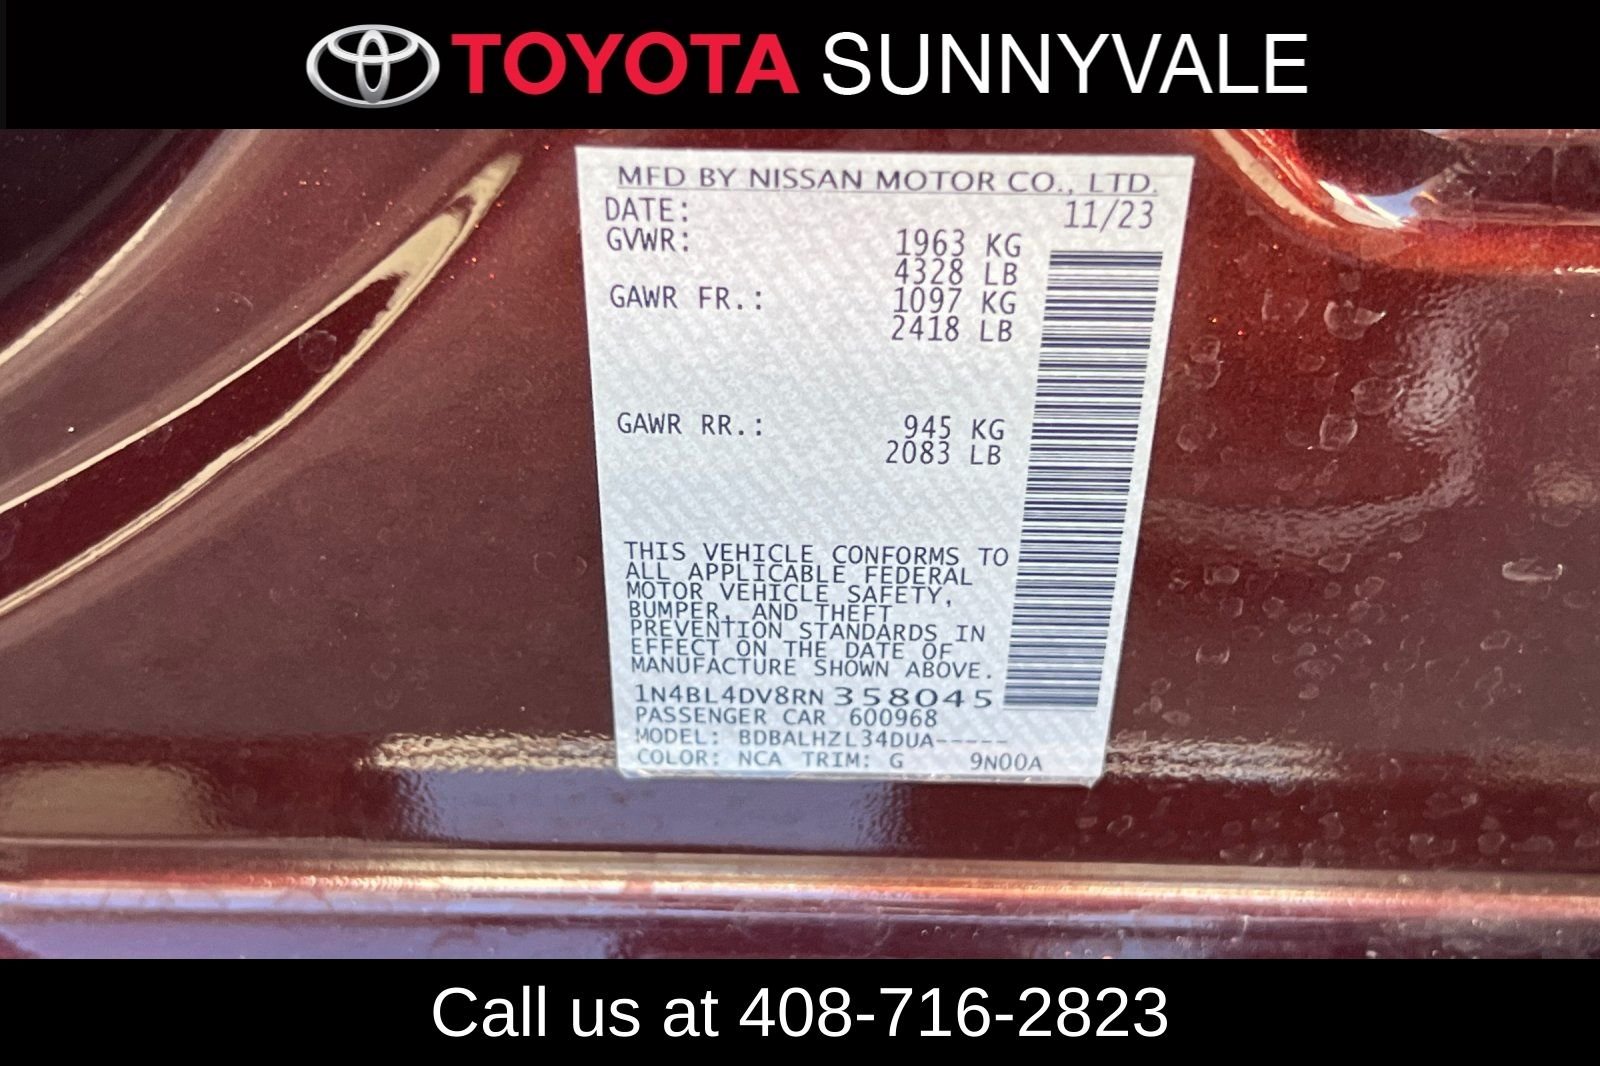 TOYOTA SUNNYVALE
MFD BY NISSAN MOTOR CO., LTD.
DATE: 11/23
GVWR: 1963 KG
4328 LB
GAWR FR.: 1097 KG
2418 LB
GAWR RR.: 945 KG
2083 LB
THIS VEHICLE CONFORMS TO
ALL APPLICABLE FEDERAL
MOTOR VEHICLE SAFETY,
BUMPER, AND THEFT
PREVENTION STANDARDS IN
EFFECT ON THE DATE OF
MANUFACTURE SHOWN ABOVE.
1N4BL4DV8RN358045
PASSENGER CAR 600968
MODEL: BDBALHZL34DUA-----
COLOR: NCA TRIM: G 9N00A
Call us at 408-716-2823